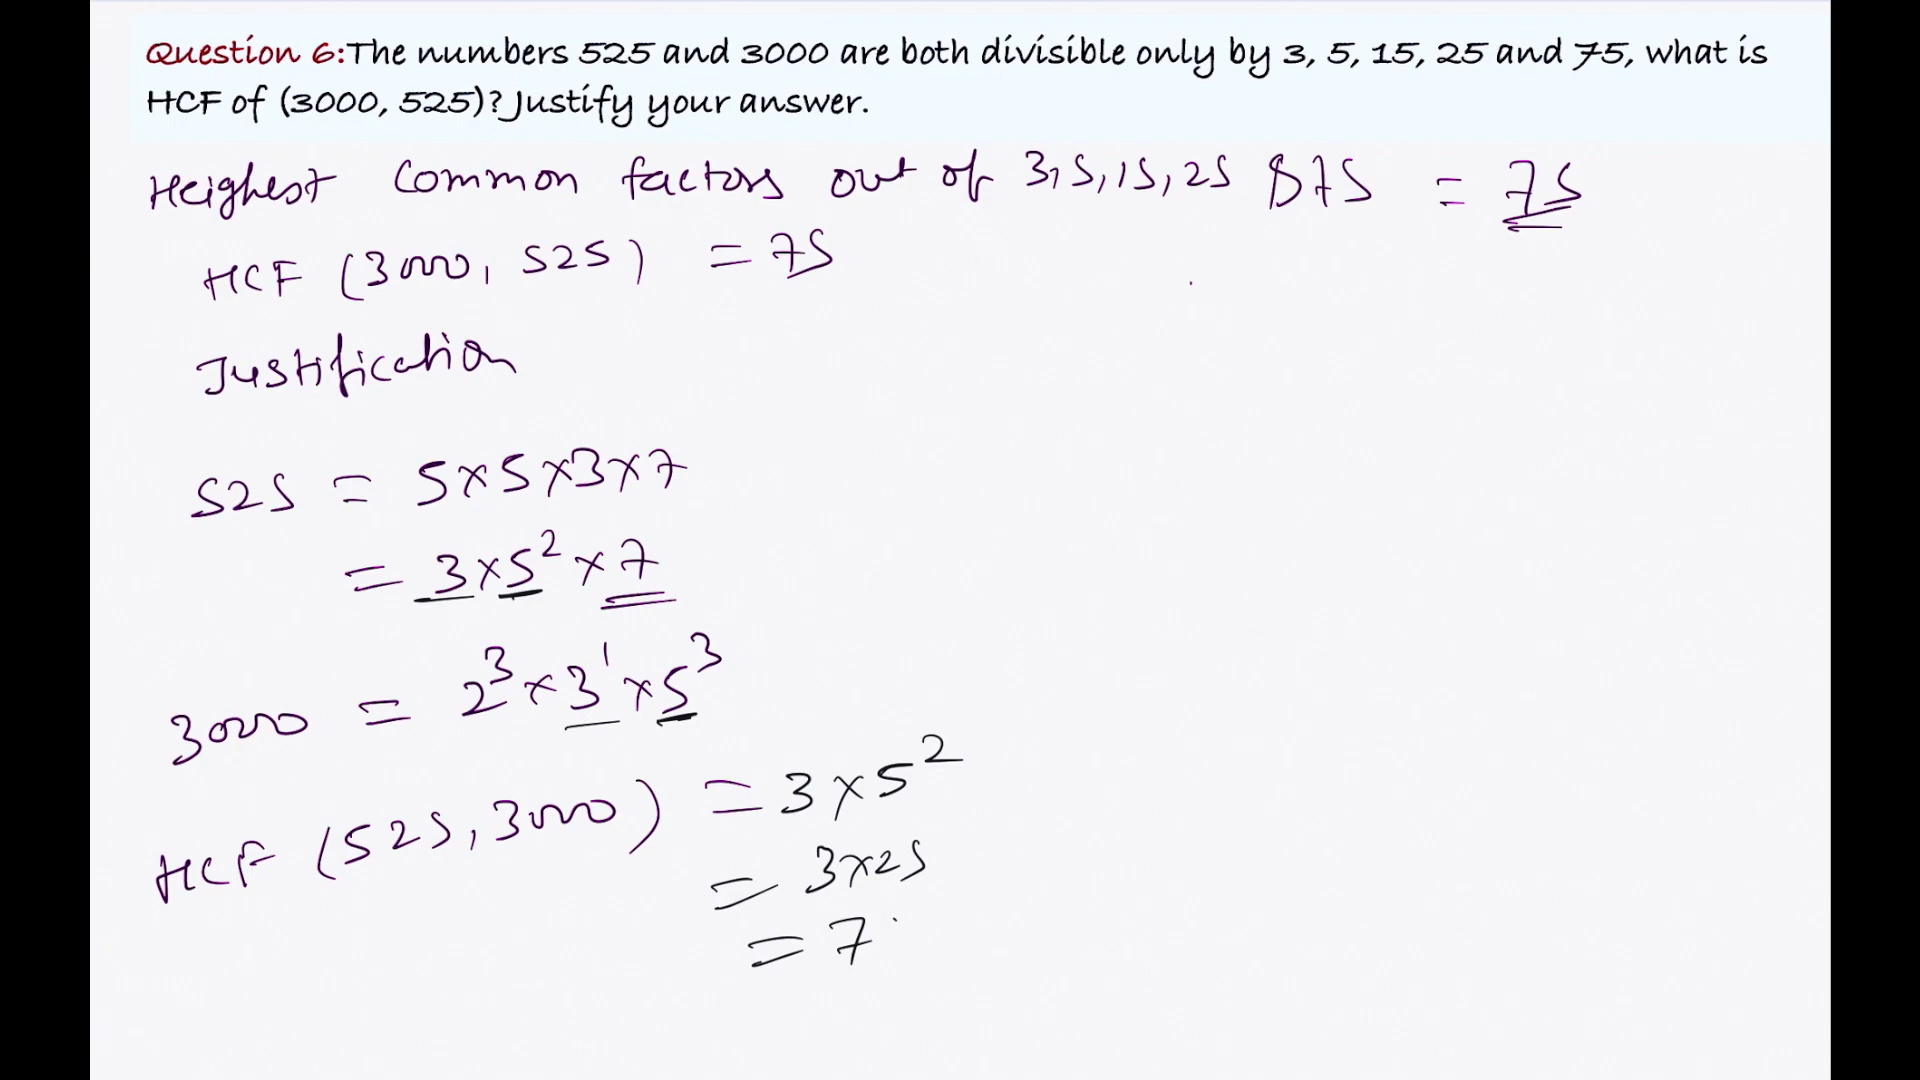 Question 6:The numbers 525 and 3000 are both divisible only by 3, 5, 15, 25 and 75, what is
HCF of (3000, 525)? Justify your answer.
Heighest Common factors out of 3, 5, 15, 25 & 75 = 75
HCF (3000, 525) = 75
Justification
525 = 5×5×3×7
= 3×5²×7
3000 = 2³×3¹×5³
HCF (525, 3000) = 3×5²
= 3×25
= 7